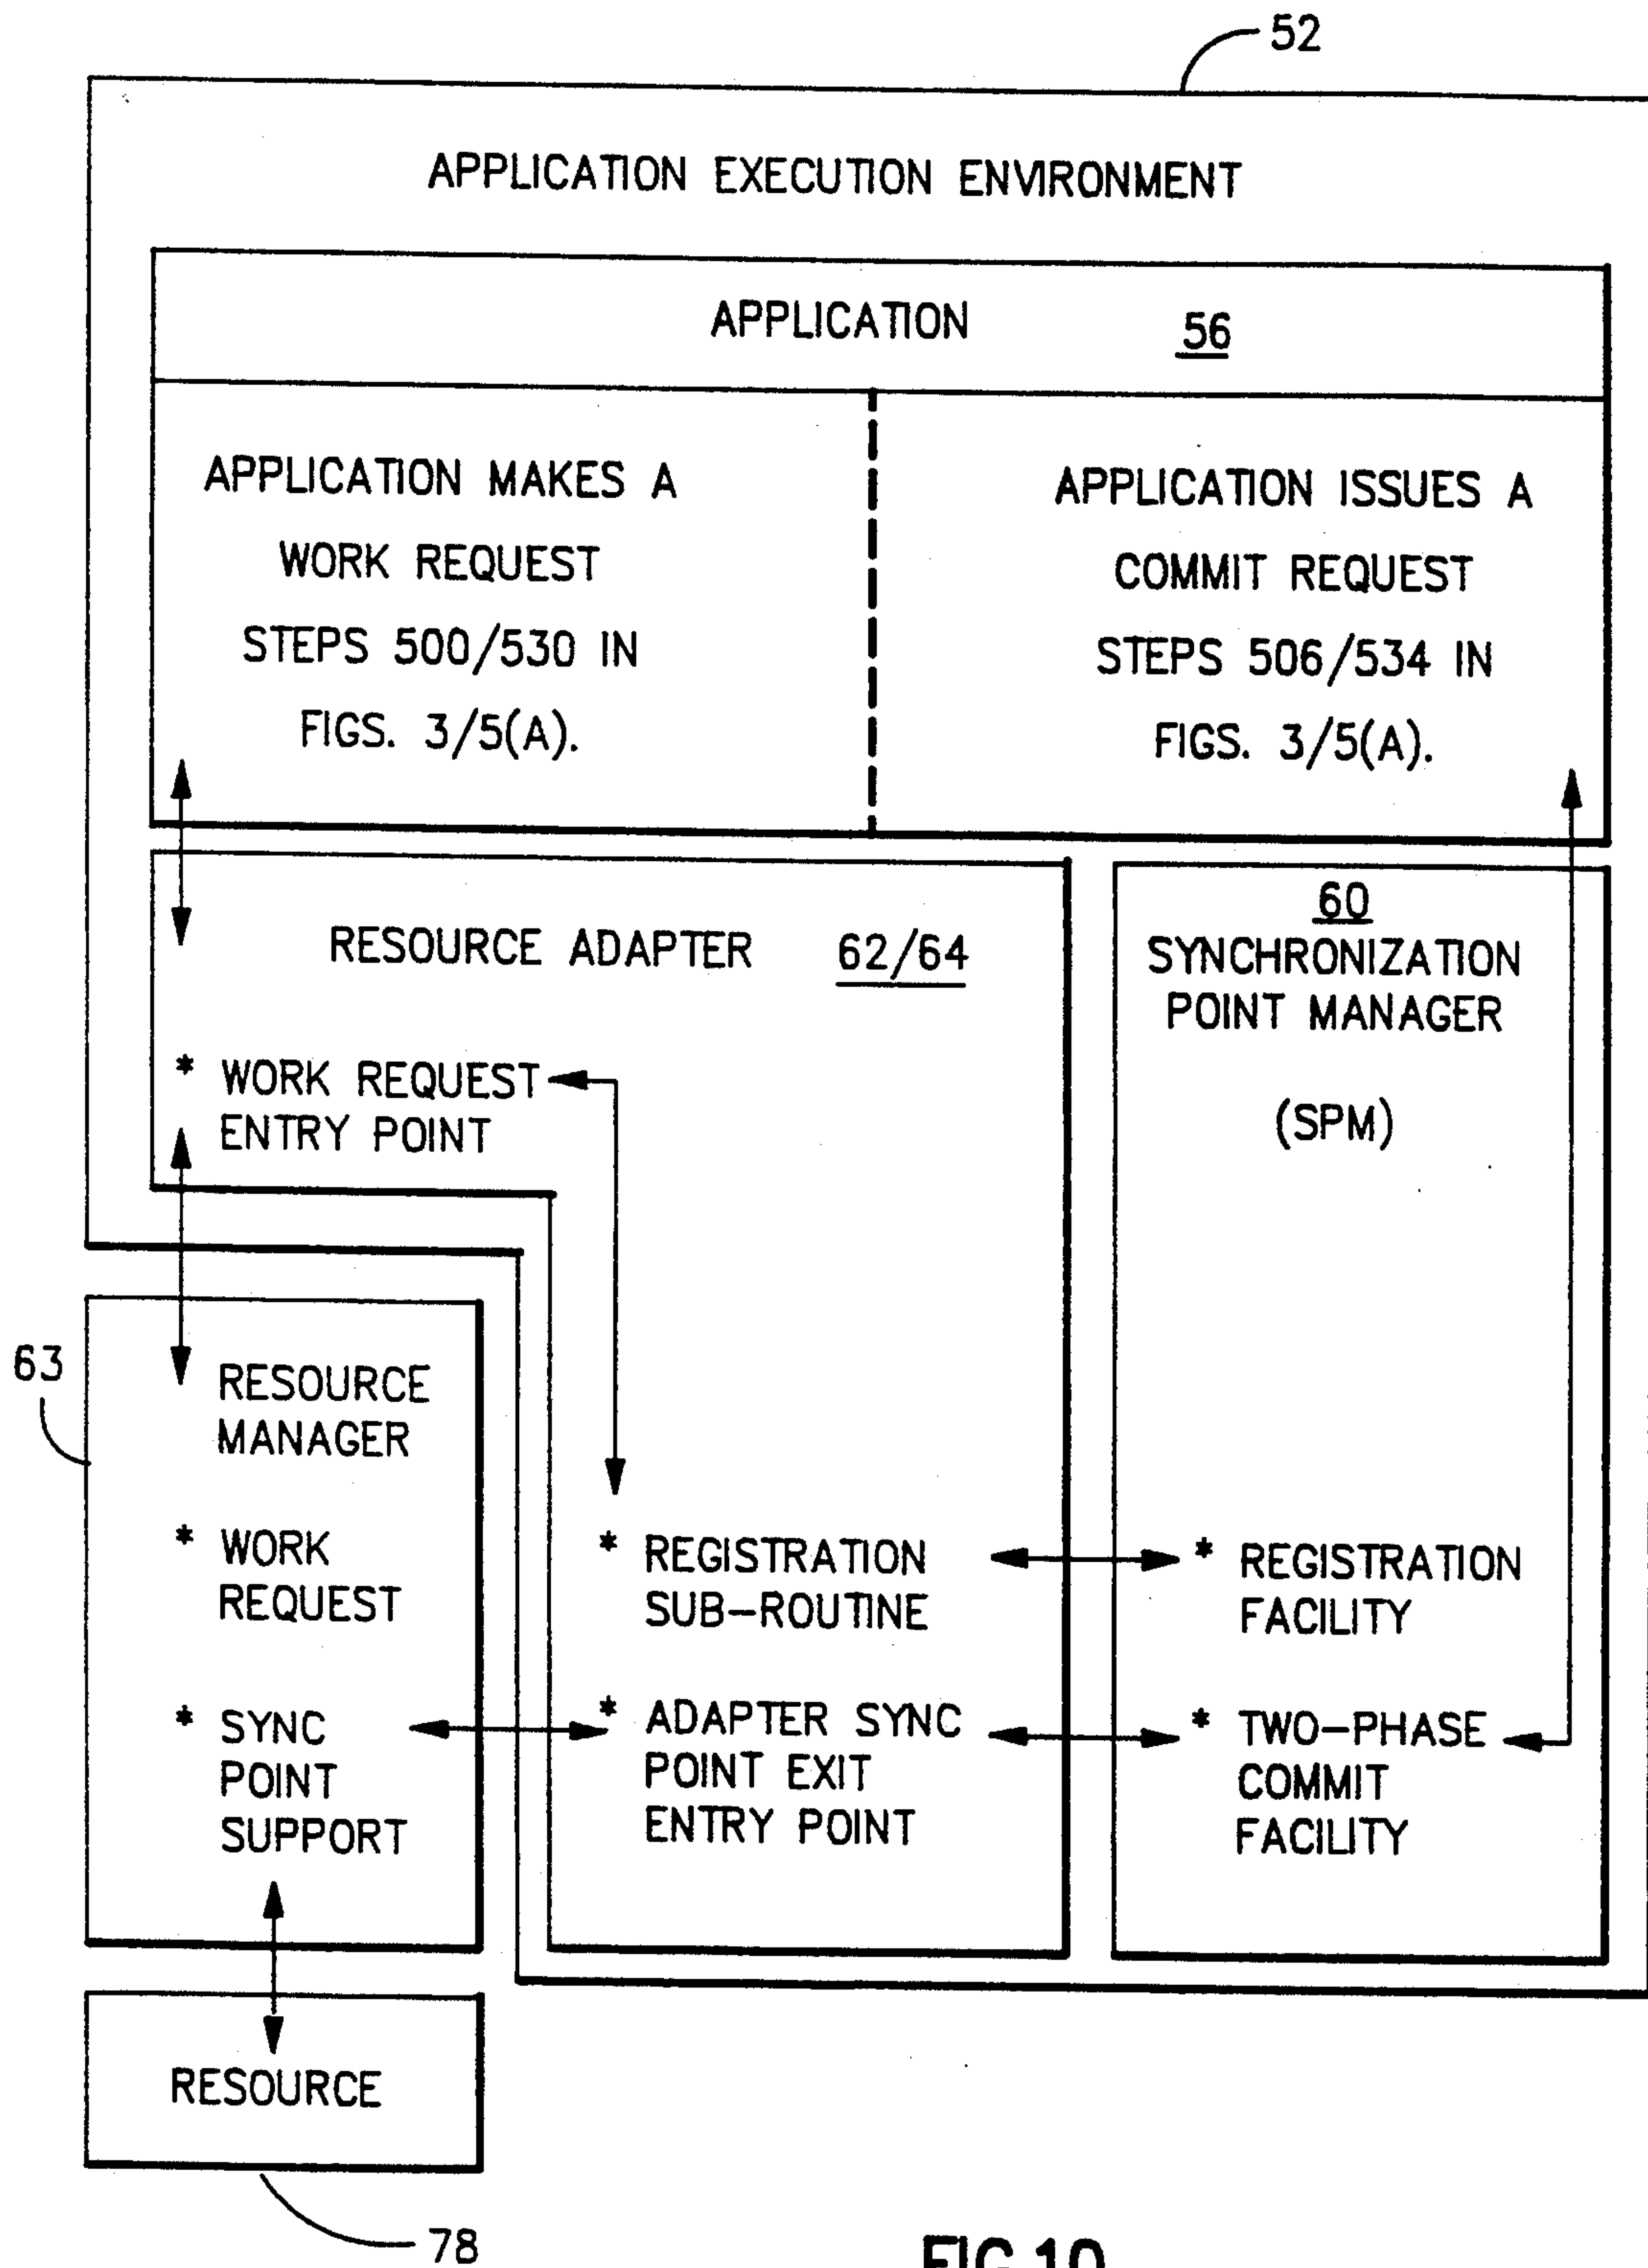 52
APPLICATION EXECUTION ENVIRONMENT
APPLICATION 56
APPLICATION MAKES A
WORK REQUEST
STEPS 500/530 IN
FIGS. 3/5(A).
APPLICATION ISSUES A
COMMIT REQUEST
STEPS 506/534 IN
FIGS. 3/5(A).
RESOURCE ADAPTER 62/64
* WORK REQUEST
ENTRY POINT
* REGISTRATION
SUB-ROUTINE
* ADAPTER SYNC
POINT EXIT
ENTRY POINT
60
SYNCHRONIZATION
POINT MANAGER
(SPM)
* REGISTRATION
FACILITY
* TWO-PHASE
COMMIT
FACILITY
63
RESOURCE
MANAGER
* WORK
REQUEST
* SYNC
POINT
SUPPORT
RESOURCE
78
FIG.10